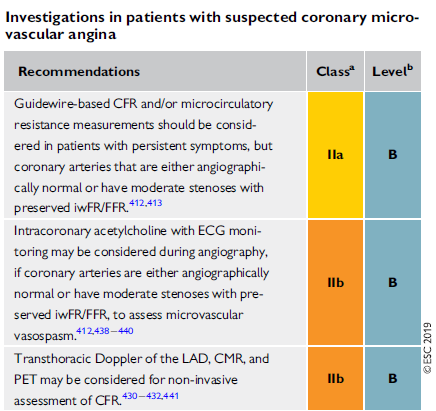 Investigations in patients with suspected coronary micro-
vascular angina
Recommendations Classᵃ Levelᵇ
Guidewire-based CFR and/or microcirculatory
resistance measurements should be consid-
ered in patients with persistent symptoms, but
coronary arteries that are either angiographi-
cally normal or have moderate stenoses with
preserved iwFR/FFR.⁴¹²,⁴¹³
IIa B
Intracoronary acetylcholine with ECG moni-
toring may be considered during angiography,
if coronary arteries are either angiographically
normal or have moderate stenoses with pre-
served iwFR/FFR, to assess microvascular
vasospasm.⁴¹²,⁴³⁸⁻⁴⁴⁰
IIb B
Transthoracic Doppler of the LAD, CMR, and
PET may be considered for non-invasive
assessment of CFR.⁴³⁰⁻⁴³²,⁴⁴¹
IIb B
©ESC 2019